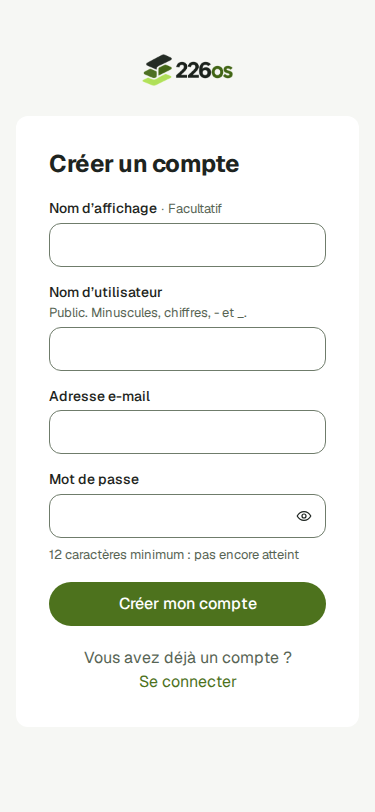 226os
Créer un compte
Nom d’affichage · Facultatif
Nom d’utilisateur
Public. Minuscules, chiffres, - et _.
Adresse e-mail
Mot de passe
12 caractères minimum : pas encore atteint
Créer mon compte
Vous avez déjà un compte ?
Se connecter